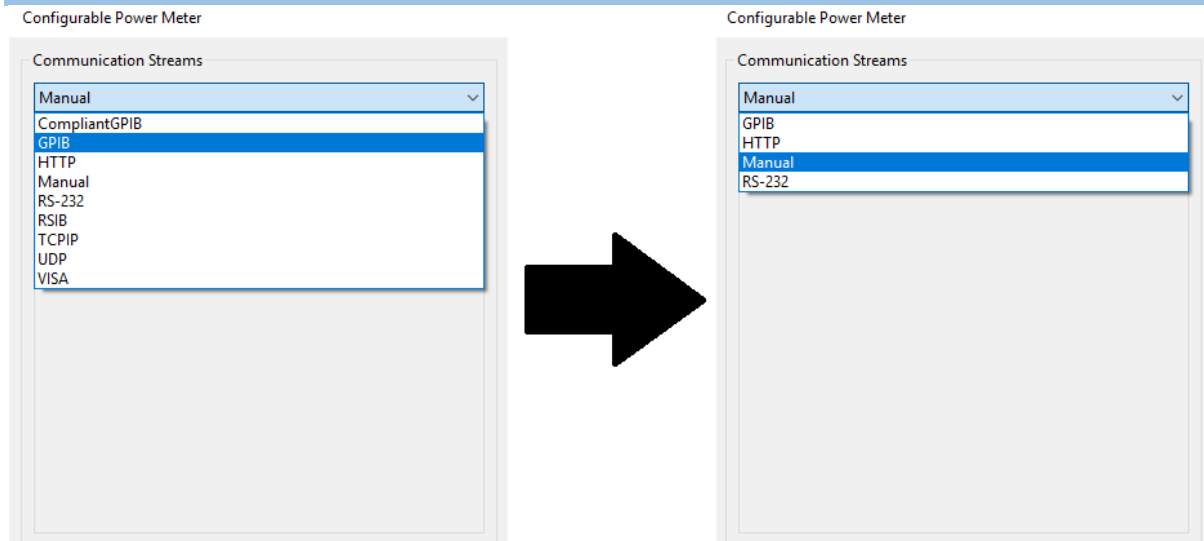 Configurable Power Meter
Communication Streams
Manual
CompliantGPIB
GPIB
HTTP
Manual
RS-232
RSIB
TCPIP
UDP
VISA
Configurable Power Meter
Communication Streams
Manual
GPIB
HTTP
Manual
RS-232